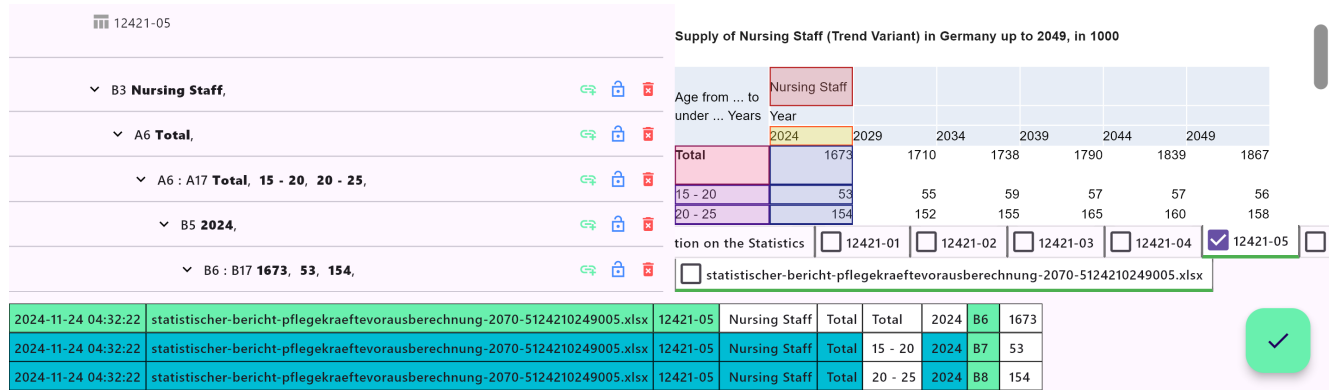 12421-05
B3 Nursing Staff,
A6 Total,
A6 : A17 Total, 15 - 20, 20 - 25,
B5 2024,
B6 : B17 1673, 53, 154,
Supply of Nursing Staff (Trend Variant) in Germany up to 2049, in 1000
Age from ... to
under ... Years
Nursing Staff
Year
2024 2029 2034 2039 2044 2049
Total 1673 1710 1738 1790 1839 1867
15 - 20 53 55 59 57 57 56
20 - 25 154 152 155 165 160 158
tion on the Statistics 12421-01 12421-02 12421-03 12421-04 12421-05
statistischer-bericht-pflegekraeftevorausberechnung-2070-5124210249005.xlsx
2024-11-24 04:32:22 statistischer-bericht-pflegekraeftevorausberechnung-2070-5124210249005.xlsx 12421-05 Nursing Staff Total Total 2024 B6 1673
2024-11-24 04:32:22 statistischer-bericht-pflegekraeftevorausberechnung-2070-5124210249005.xlsx 12421-05 Nursing Staff Total 15 - 20 2024 B7 53
2024-11-24 04:32:22 statistischer-bericht-pflegekraeftevorausberechnung-2070-5124210249005.xlsx 12421-05 Nursing Staff Total 20 - 25 2024 B8 154